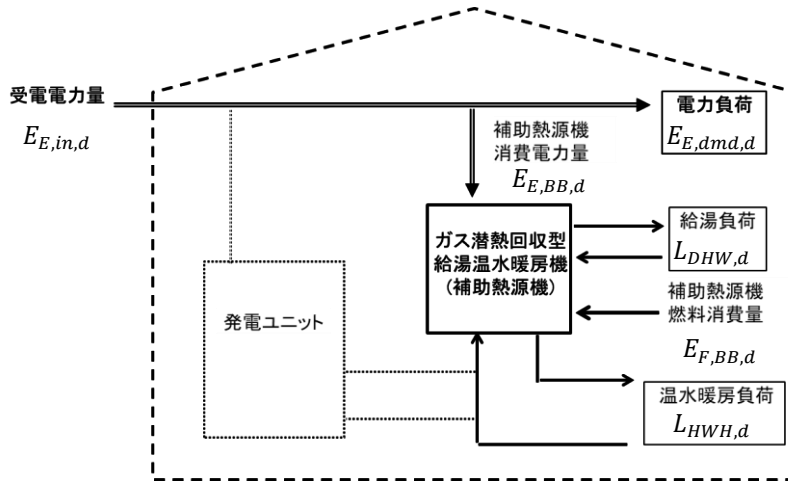 受電電力量
E_{E,in,d}
電力負荷
E_{E,dmd,d}
補助熱源機
消費電力量
E_{E,BB,d}
ガス潜熱回収型
給湯温水暖房機
(補助熱源機)
給湯負荷
L_{DHW,d}
補助熱源機
燃料消費量
E_{F,BB,d}
発電ユニット
温水暖房負荷
L_{HWH,d}